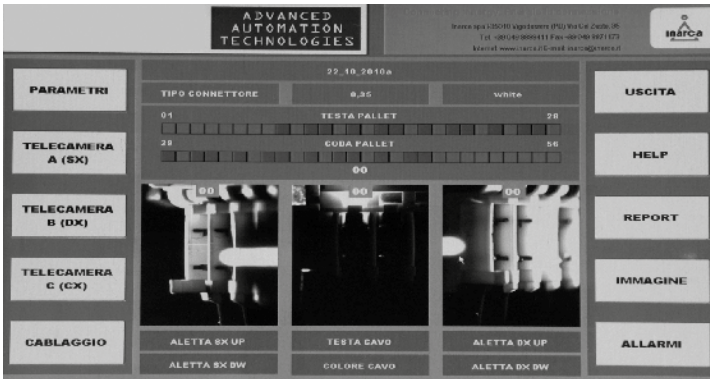 ADVANCED
AUTOMATION
TECHNOLOGIES
inarca
22_10_2010a
PARAMETRI
TIPO CONNETTORE
0,35
white
USCITA
01
TESTA PALLET
28
TELECAMERA
A (SX)
28
CODA PALLET
56
HELP
00
00
00
00
TELECAMERA
B (DX)
REPORT
TELECAMERA
C (CX)
IMMAGINE
CABLAGGIO
ALETTA SX UP
TESTA CAVO
ALETTA DX UP
ALLARMI
ALETTA SX DW
COLORE CAVO
ALETTA DX DW